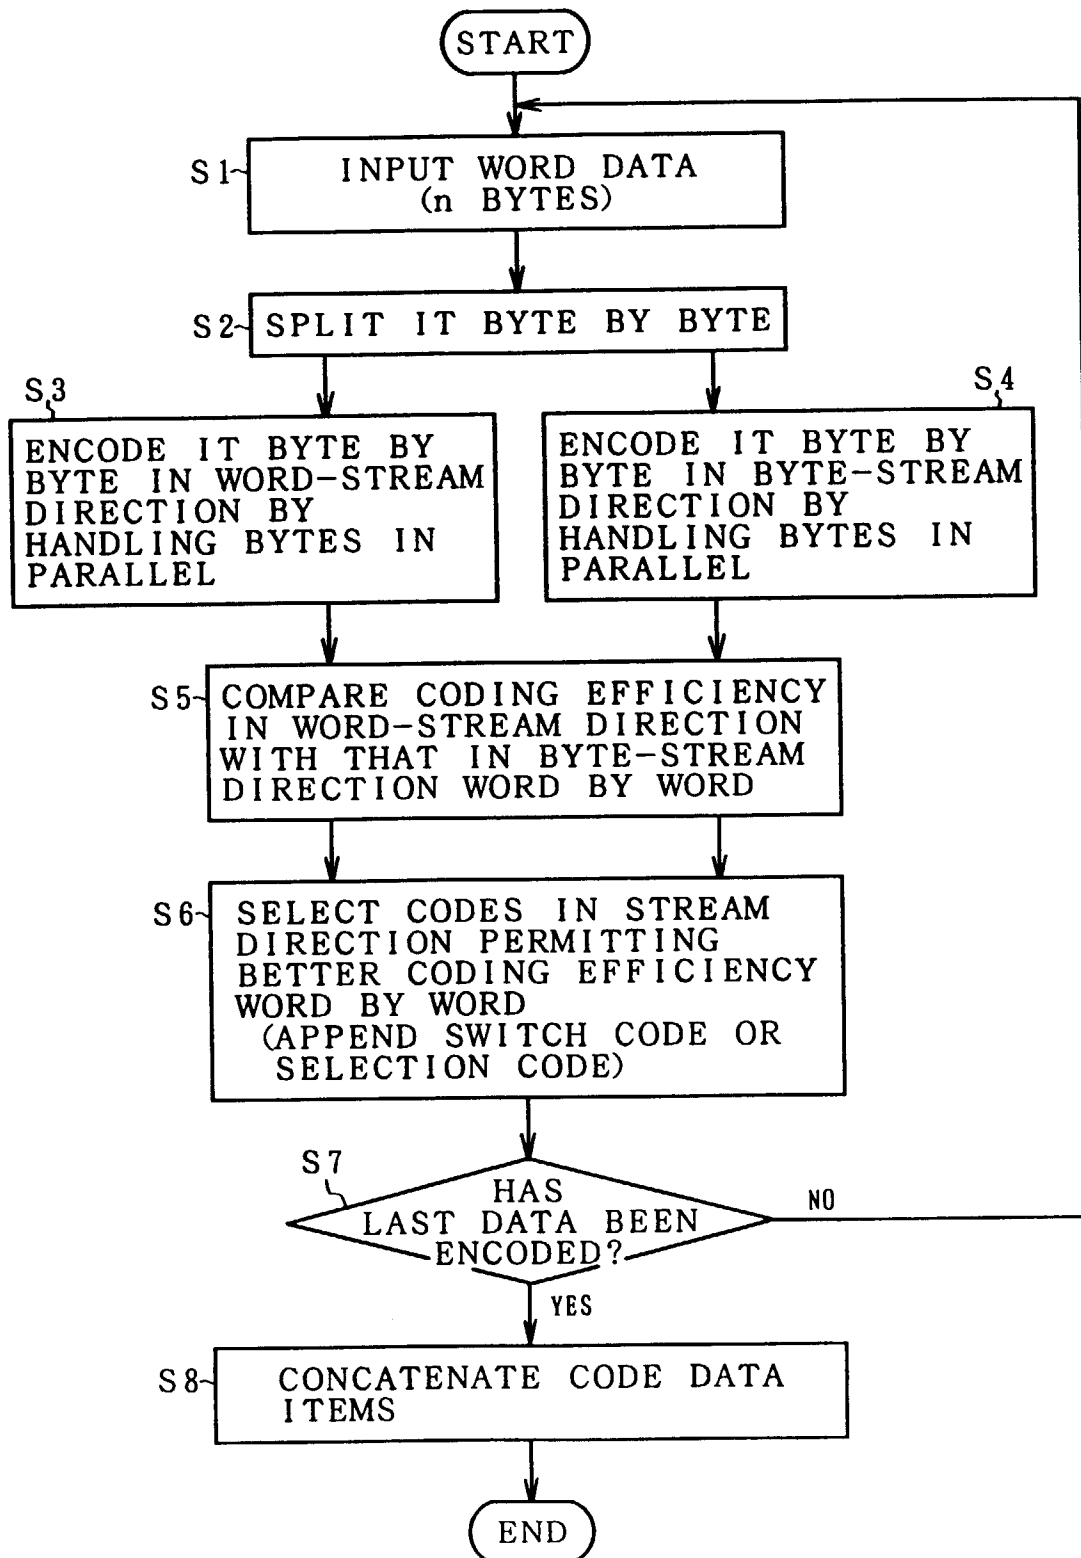 START
S1
INPUT WORD DATA
(n BYTES)
S2
SPLIT IT BYTE BY BYTE
S3
ENCODE IT BYTE BY
BYTE IN WORD-STREAM
DIRECTION BY
HANDLING BYTES IN
PARALLEL
S4
ENCODE IT BYTE BY
BYTE IN BYTE-STREAM
DIRECTION BY
HANDLING BYTES IN
PARALLEL
S5
COMPARE CODING EFFICIENCY
IN WORD-STREAM DIRECTION
WITH THAT IN BYTE-STREAM
DIRECTION WORD BY WORD
S6
SELECT CODES IN STREAM
DIRECTION PERMITTING
BETTER CODING EFFICIENCY
WORD BY WORD
(APPEND SWITCH CODE OR
SELECTION CODE)
S7
HAS
LAST DATA BEEN
ENCODED?
NO
YES
S8
CONCATENATE CODE DATA
ITEMS
END